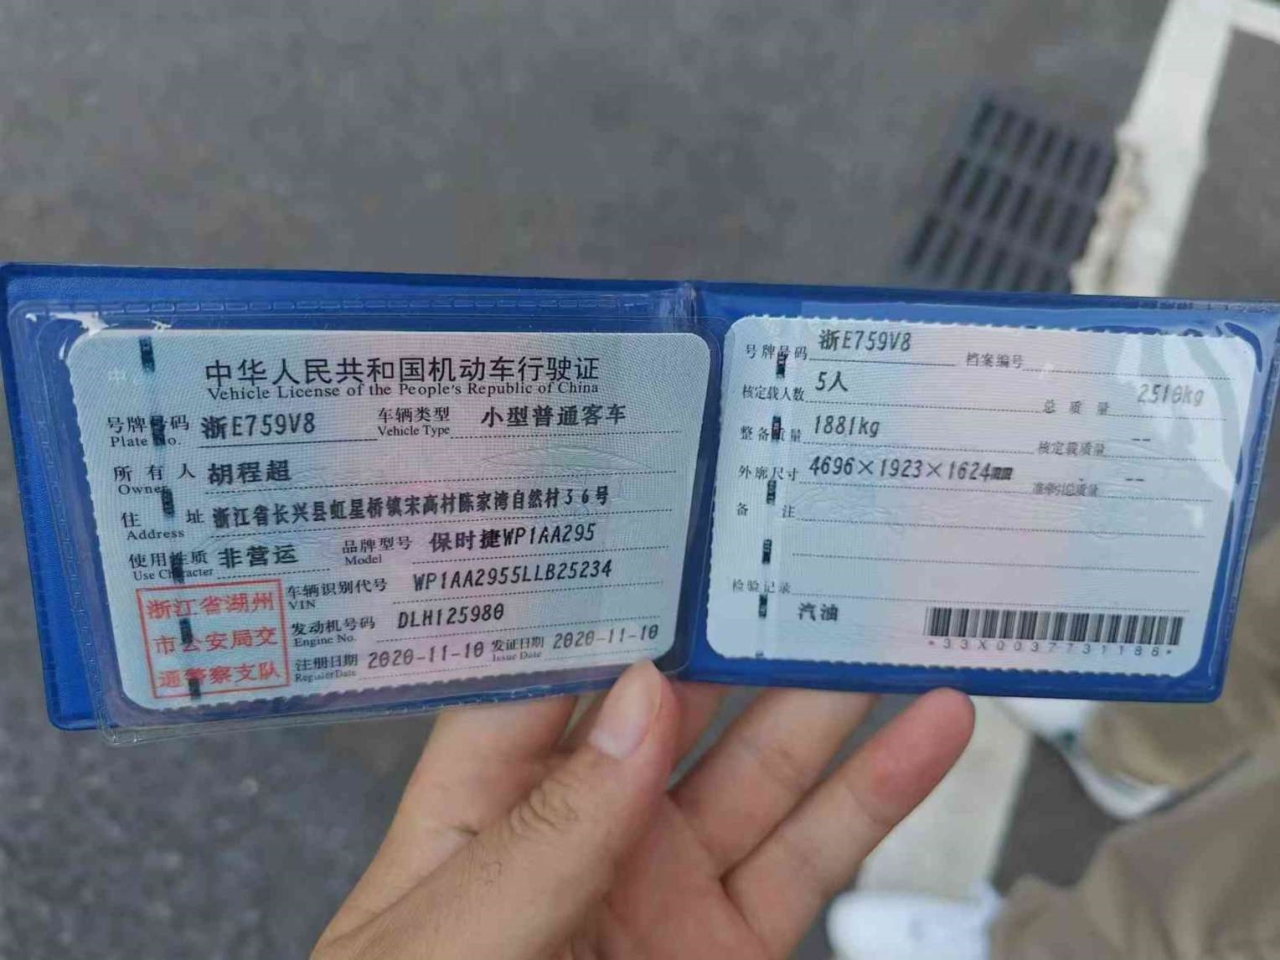 中华人民共和国机动车行驶证
Vehicle License of the People's Republic of China
号牌号码 浙E759V8 车辆类型 小型普通客车
Plate No. Vehicle Type
所有人 胡程超
Owner
住址 浙江省长兴县虹星桥镇宋高村陈家湾自然村36号
Address
使用性质 非营运 品牌型号 保时捷WP1AA295
Use Character Model
浙江省湖州
市公安局交
通警察支队
车辆识别代号 WP1AA2955LLB25234
VIN
发动机号码 DLH125980
Engine No.
注册日期 2020-11-10 发证日期 2020-11-10
Register Date Issue Date
号牌号码 浙E759V8 档案编号
核定载人数 5人 总质量 2510kg
整备质量 1881kg 核定载质量 --
外廓尺寸 4696×1923×1624mm 准牵引总质量 --
备注
检验记录
汽油
*33X0037731186*